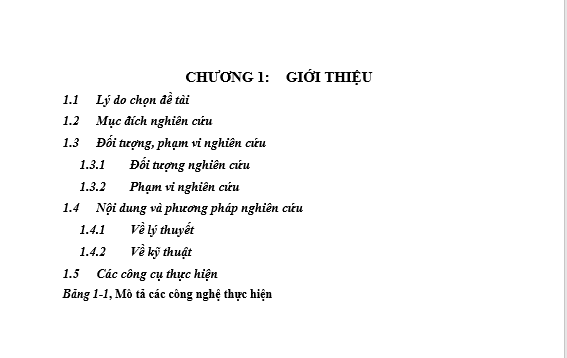 CHƯƠNG 1: GIỚI THIỆU
1.1 Lý do chọn đề tài
1.2 Mục đích nghiên cứu
1.3 Đối tượng, phạm vi nghiên cứu
1.3.1 Đối tượng nghiên cứu
1.3.2 Phạm vi nghiên cứu
1.4 Nội dung và phương pháp nghiên cứu
1.4.1 Về lý thuyết
1.4.2 Về kỹ thuật
1.5 Các công cụ thực hiện
Bảng 1-1, Mô tả các công nghệ thực hiện